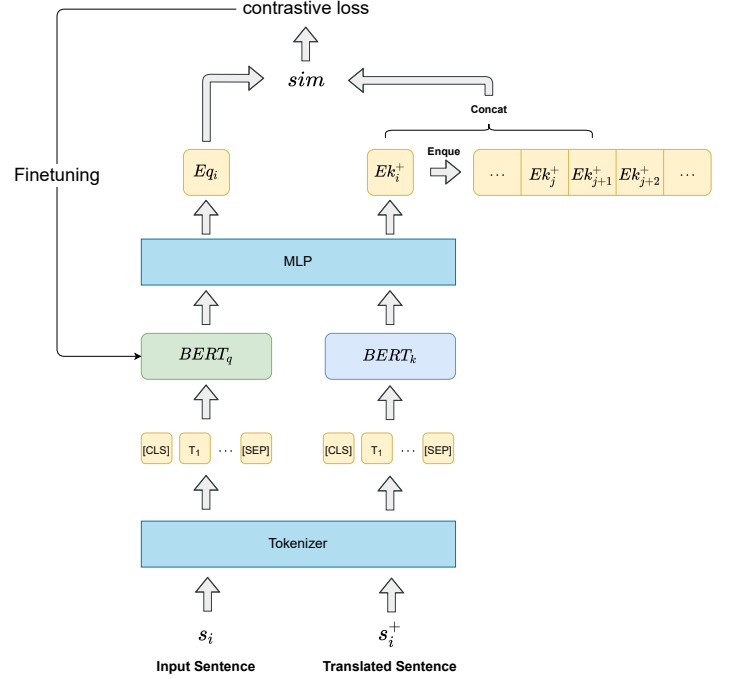 contrastive loss
sim
Concat
Enque
Finetuning
Eq_i
Ek_i^+
⋯ Ek_j^+ Ek_{j+1}^+ Ek_{j+2}^+ ⋯
MLP
BERT_q
BERT_k
[CLS] T_1 ⋯ [SEP]
[CLS] T_1 ⋯ [SEP]
Tokenizer
s_i
s_i^+
Input Sentence
Translated Sentence